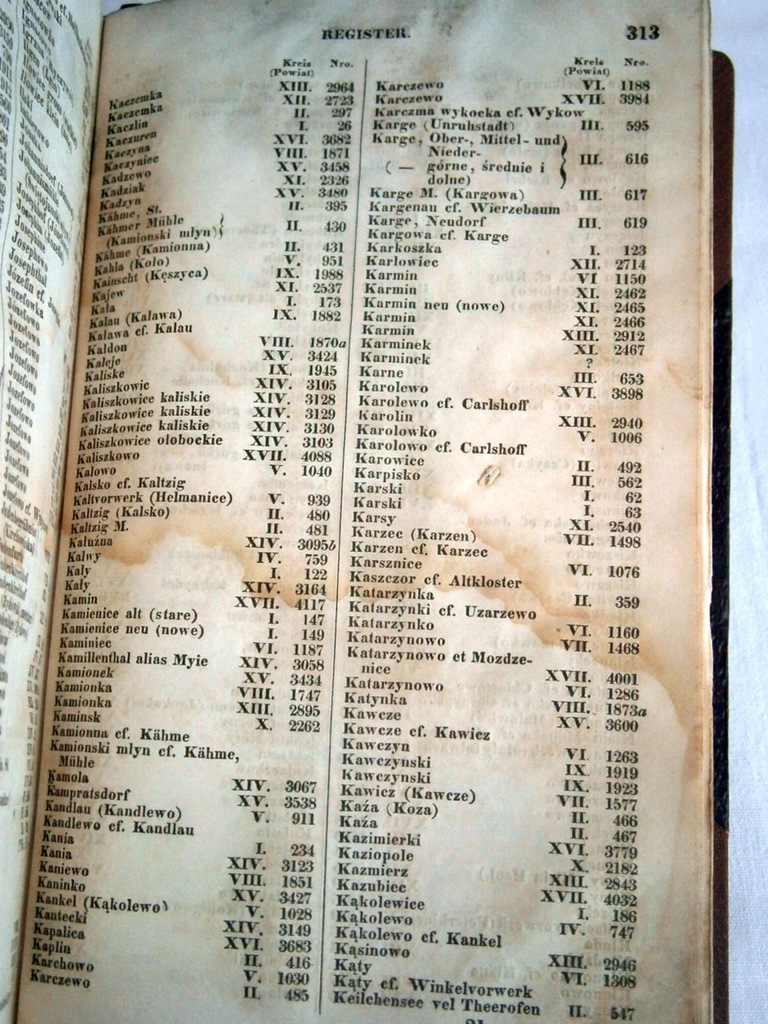 REGISTER. 313
Kreis Nro.
(Powiat)
Kaczemka XIII. 2964
Kaczemka XII. 2723
Kaczlin II. 297
Kaczuren I. 26
Kaczyna XVI. 3682
Kaczyniec VIII. 1871
Kadzewo XV. 3458
Kadziak XI. 2326
Kadzyn XV. 3480
Kähme, St. II. 395
Kähmer Mühle
(Kamionski młyn) } II. 430
Kähme (Kamionna) II. 431
Kahla (Koło) V. 951
Kainscht (Kęszyca) IX. 1988
Kajew XI. 2537
Kala I. 173
Kalau (Kaława) IX. 1882
Kaława cf. Kalau
Kałdon VIII. 1870a
Kaleje XV. 3424
Kaliske IX. 1945
Kaliszkowic XIV. 3105
Kaliszkowice kaliskie XIV. 3128
Kaliszkowice kaliskie XIV. 3129
Kaliszkowice kaliskie XIV. 3130
Kaliszkowice olobockie XIV. 3103
Kaliszkowo XVII. 4088
Kalowo V. 1040
Kalsko cf. Kaltzig
Kaltvorwerk (Helmanice) V. 939
Kaltzig (Kalsko) II. 480
Kaltzig M. II. 481
Kałużna XIV. 3095b
Kalwy IV. 759
Kały I. 122
Kały XIV. 3164
Kamin XVII. 4117
Kamienice alt (stare) I. 147
Kamienice neu (nowe) I. 149
Kaminiec VI. 1187
Kamillenthal alias Myie XIV. 3058
Kamionek XV. 3434
Kamionka VIII. 1747
Kamionka XIII. 2895
Kaminsk X. 2262
Kamionna cf. Kähme
Kamionski mlyn cf. Kähme,
Mühle
Kamola XIV. 3067
Kampratsdorf XV. 3538
Kandlau (Kandlewo) V. 911
Kandlewo cf. Kandlau
Kania I. 234
Kania XIV. 3123
Kaniewo VIII. 1851
Kaninko XV. 3427
Kankel (Kąkolewo) V. 1028
Kantecki XIV. 3149
Kapalica XVI. 3683
Kaplin II. 416
Karchowo V. 1030
Karczewo II. 485
Kreis Nro.
(Powiat)
Karczewo VI. 1188
Karczewo XVII. 3984
Karczma wykocka cf. Wykow
Karge (Unruhstadt) III. 595
Karge, Ober-, Mittel- und
Nieder-
( — górne, średnie i } III. 616
dolne)
Karge M. (Kargowa) III. 617
Kargenau cf. Wierzebaum
Karge, Neudorf III. 619
Kargowa cf. Karge
Karkoszka I. 123
Karłowiec XII. 2714
Karmin VI 1150
Karmin XI. 2462
Karmin neu (nowe) XI. 2465
Karmin XI. 2466
Karmin XIII. 2912
Karminek XI. 2467
Karminek ?
Karne III. 653
Karolewo XVI. 3898
Karolewo cf. Carlshoff
Karolin XIII. 2940
Karolowko V. 1006
Karolowo cf. Carlshoff
Karowice II. 492
Karpisko III. 562
Karski I. 62
Karski I. 63
Karsy XI. 2540
Karzec (Karzen) VII. 1498
Karzen cf. Karzec
Karsznice VI. 1076
Kaszczor cf. Altkloster
Katarzynka II. 359
Katarzynki cf. Uzarzewo
Katarzynko VI. 1160
Katarzynowo VII. 1468
Katarzynowo et Mozdze-
nice XVII. 4001
Katarzynowo VI. 1286
Katynka VIII. 1873a
Kawcze XV. 3600
Kawcze cf. Kawicz
Kawczyn VI. 1263
Kawczynski IX. 1919
Kawczynski IX. 1923
Kawicz (Kawcze) VII. 1577
Kaźa (Koza) II. 466
Kaźa II. 467
Kazimierki XVI. 3779
Kaziopole X. 2182
Kazmierz XIII. 2843
Kazubiec XVII. 4032
Kąkolewice I. 186
Kąkolewo IV. 747
Kąkolewo cf. Kankel
Kąsinowo XIII. 2946
Kąty VI. 1308
Kąty cf. Winkelvorwerk
Keilchensee vel Theerofen II. 547